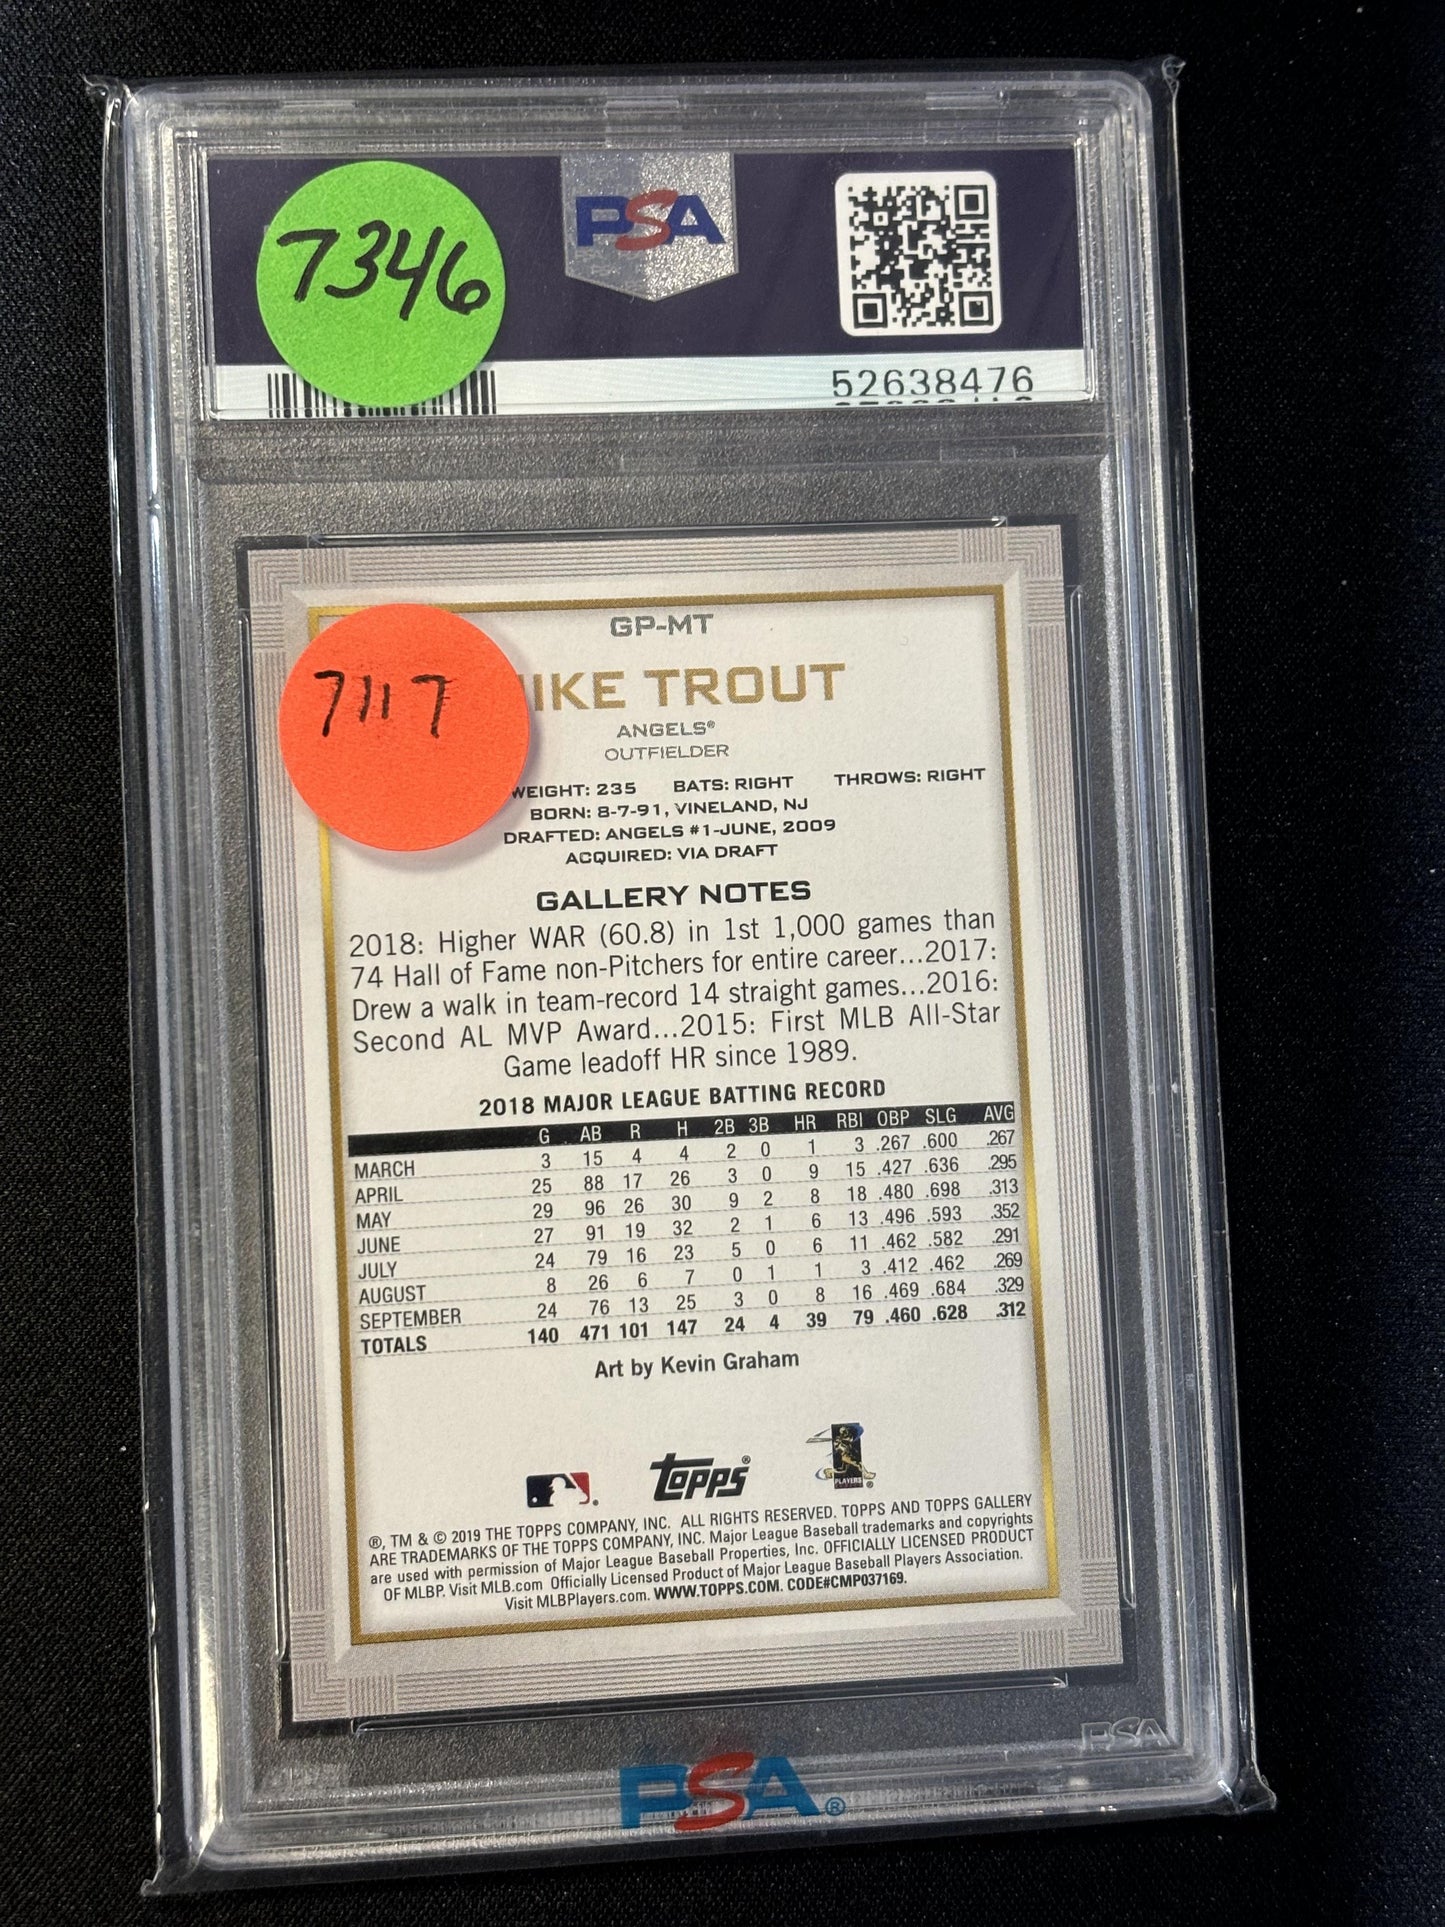 7346
PSA
52638476
GP-MT
7117
IKE TROUT
ANGELS®
OUTFIELDER
WEIGHT: 235 BATS: RIGHT THROWS: RIGHT
BORN: 8-7-91, VINELAND, NJ
DRAFTED: ANGELS #1-JUNE, 2009
ACQUIRED: VIA DRAFT
GALLERY NOTES
2018: Higher WAR (60.8) in 1st 1,000 games than
74 Hall of Fame non-Pitchers for entire career...2017:
Drew a walk in team-record 14 straight games...2016:
Second AL MVP Award...2015: First MLB All-Star
Game leadoff HR since 1989.
2018 MAJOR LEAGUE BATTING RECORD
G AB R H 2B 3B HR RBI OBP SLG AVG
MARCH 3 15 4 4 2 0 1 3 .267 .600 .267
APRIL 25 88 17 26 3 0 9 15 .427 .636 .295
MAY 29 96 26 30 9 2 8 18 .480 .698 .313
JUNE 27 91 19 32 2 1 6 13 .496 .593 .352
JULY 24 79 16 23 5 0 6 11 .462 .582 .291
AUGUST 8 26 6 7 0 1 1 3 .412 .462 .269
SEPTEMBER 24 76 13 25 3 0 8 16 .469 .684 .329
TOTALS 140 471 101 147 24 4 39 79 .460 .628 .312
Art by Kevin Graham
Topps®
PLAYERS
®, TM & © 2019 THE TOPPS COMPANY, INC. ALL RIGHTS RESERVED. TOPPS AND TOPPS GALLERY
ARE TRADEMARKS OF THE TOPPS COMPANY, INC. Major League Baseball trademarks and copyrights
are used with permission of Major League Baseball Properties, Inc. OFFICIALLY LICENSED PRODUCT
OF MLBP. Visit MLB.com Officially Licensed Product of Major League Baseball Players Association.
Visit MLBPlayers.com. WWW.TOPPS.COM. CODE#CMP037169.
PSA
PSA®